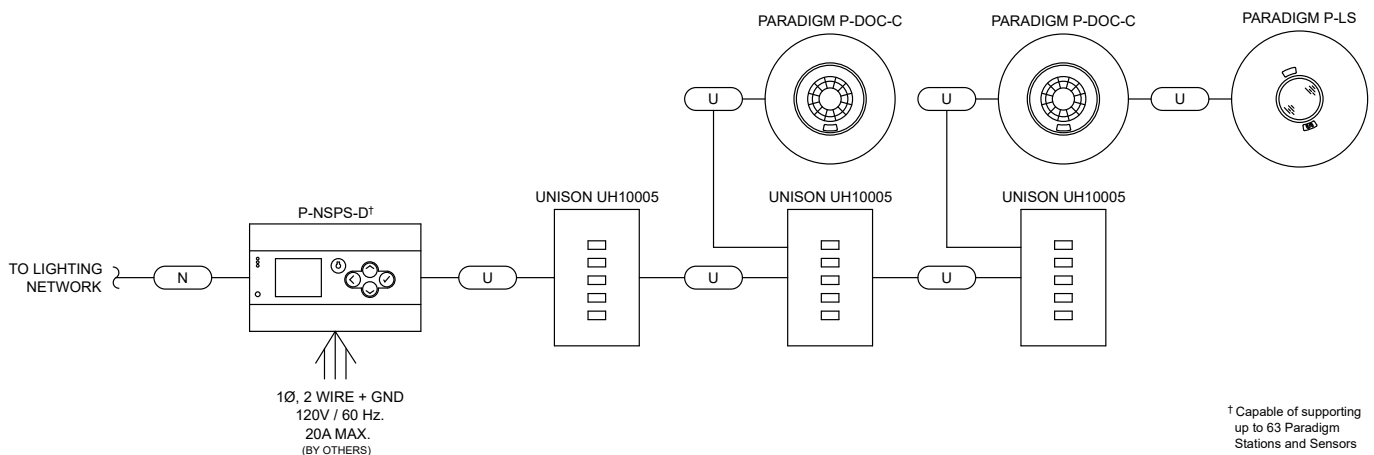 PARADIGM P-DOC-C
PARADIGM P-DOC-C
PARADIGM P-LS
U
U
U
UNISON UH10005
UNISON UH10005
UNISON UH10005
P-NSPS-D†
TO LIGHTING
NETWORK
N
U
U
U
1Ø, 2 WIRE + GND
120V / 60 Hz.
20A MAX.
(BY OTHERS)
† Capable of supporting
up to 63 Paradigm
Stations and Sensors